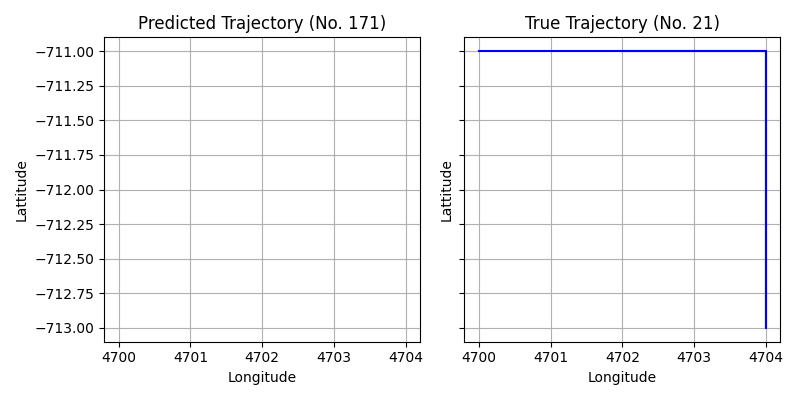 Predicted Trajectory (No. 171)
True Trajectory (No. 21)
Lattitude
−711.00
−711.25
−711.50
−711.75
−712.00
−712.25
−712.50
−712.75
−713.00
4700 4701 4702 4703 4704
Longitude
Lattitude
4700 4701 4702 4703 4704
Longitude